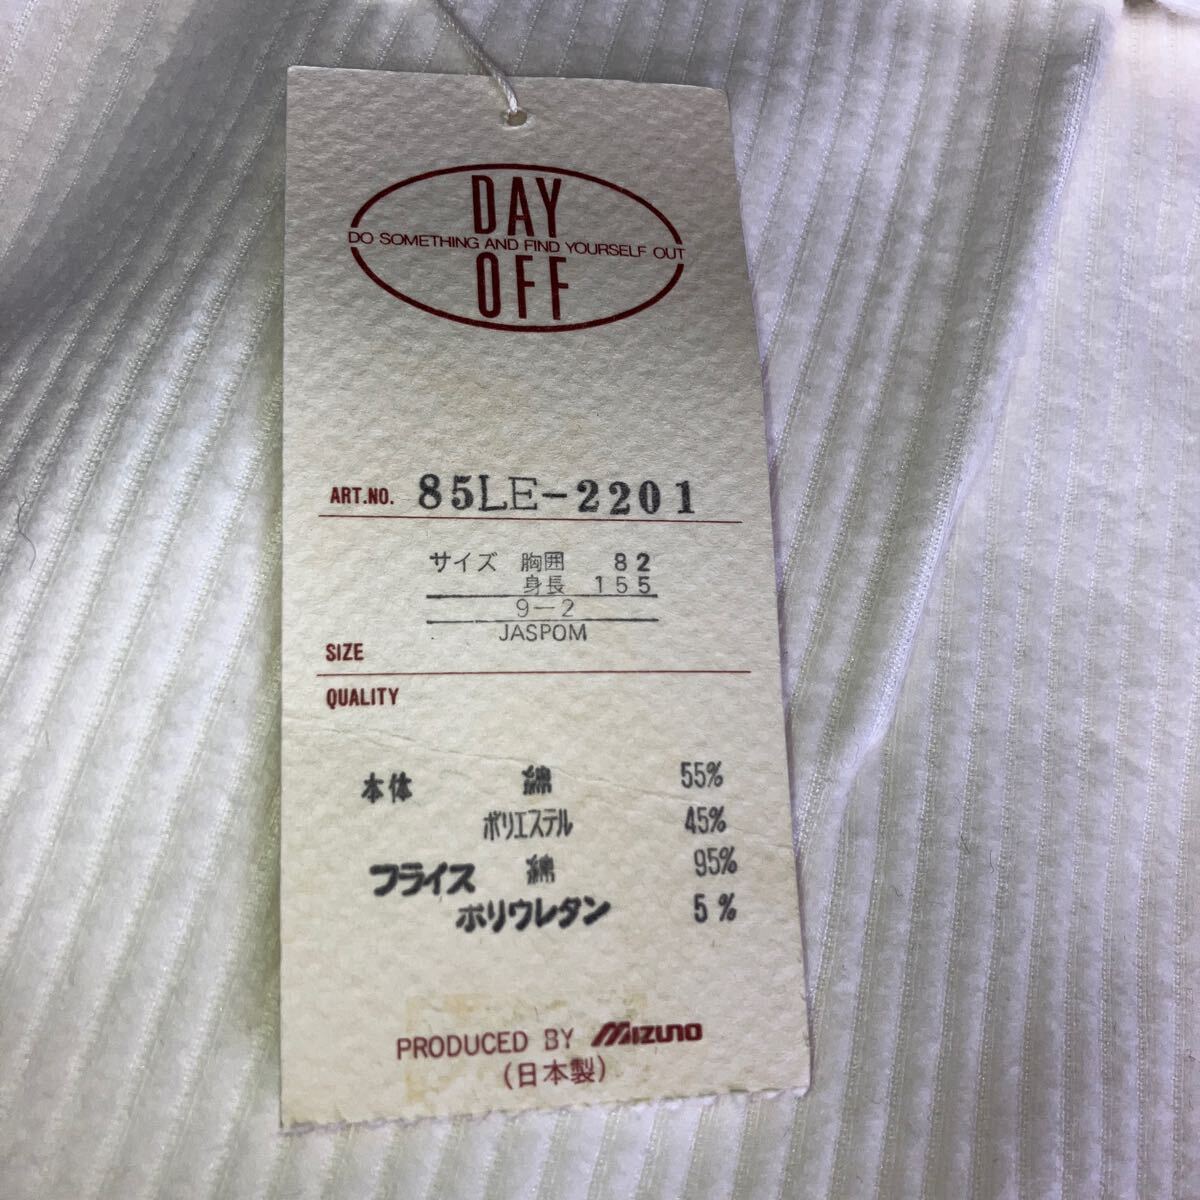 DAY
DO SOMETHING AND FIND YOURSELF OUT
OFF
ART.NO. 85LE-2201
サイズ 胸囲 82
身長 155
9-2
JASPOM
SIZE
QUALITY
本体 綿 55%
ポリエステル 45%
フライス 綿 95%
ポリウレタン 5%
PRODUCED BY MIZUNO
(日本製)